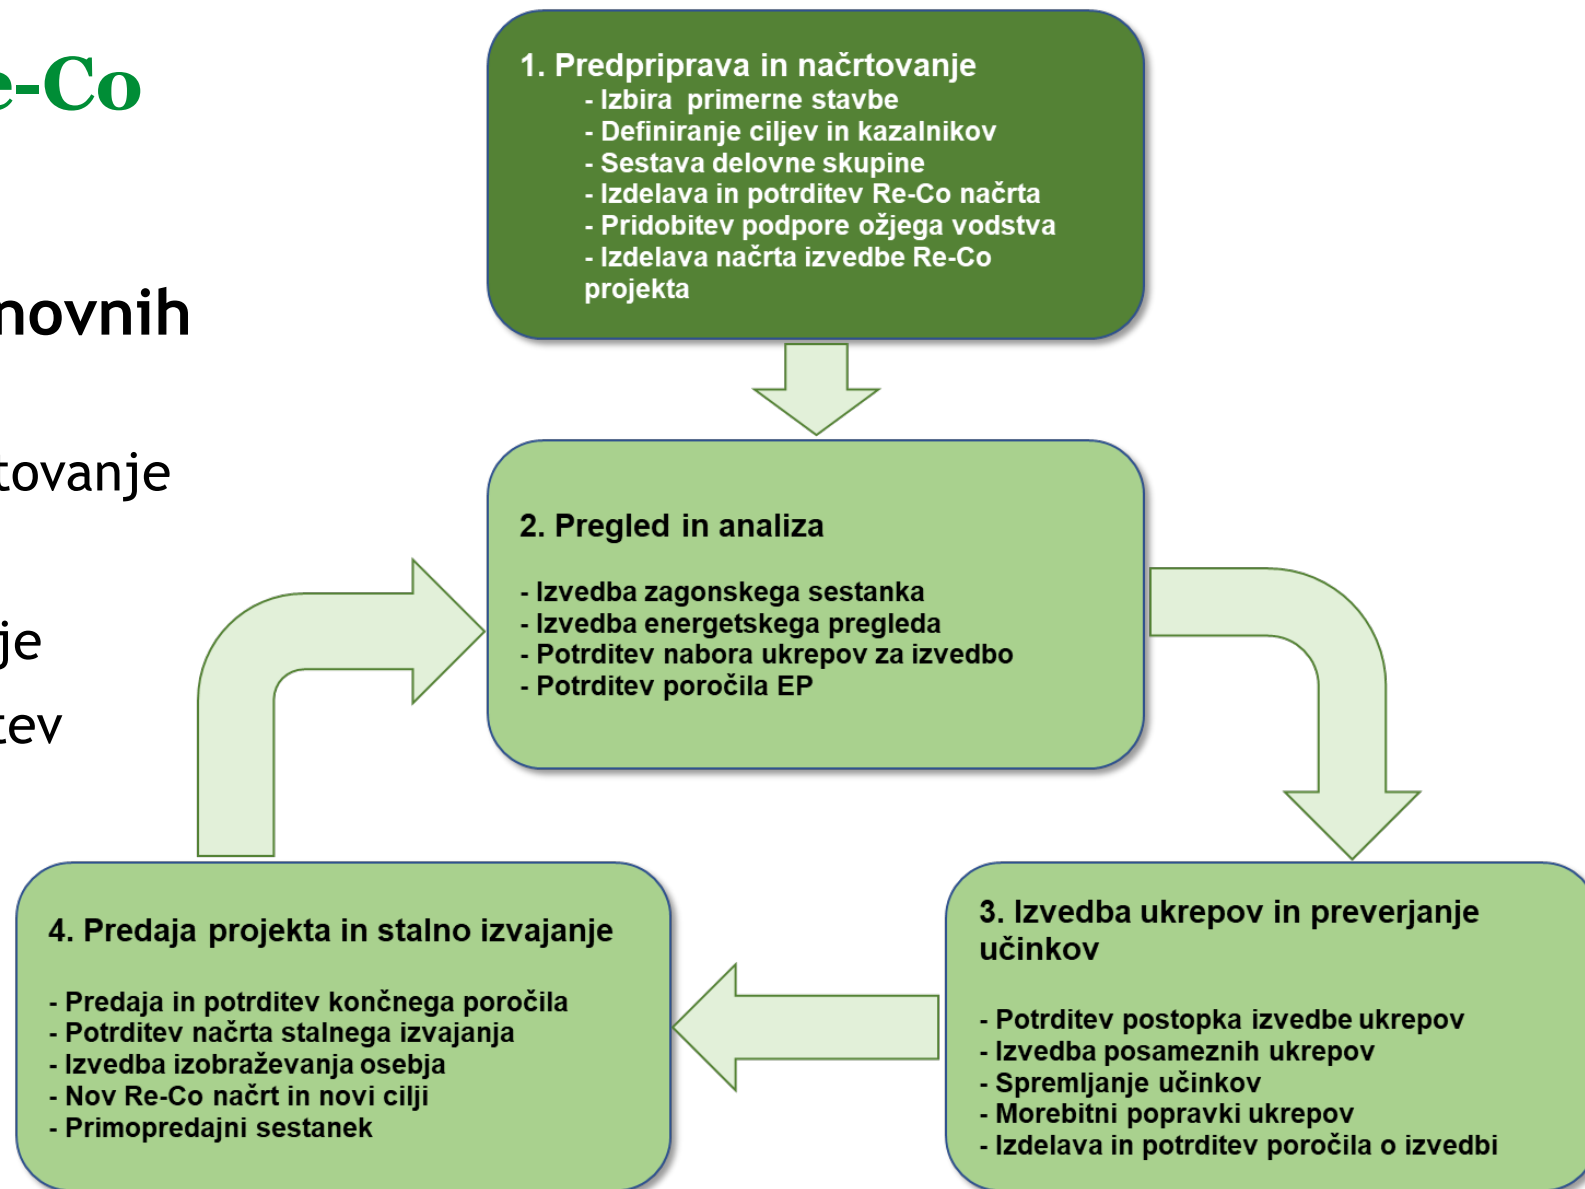 e-Co
novnih
tovanje
je
tev
1. Predpriprava in načrtovanje
- Izbira primerne stavbe
- Definiranje ciljev in kazalnikov
- Sestava delovne skupine
- Izdelava in potrditev Re-Co načrta
- Pridobitev podpore ožjega vodstva
- Izdelava načrta izvedbe Re-Co
projekta
2. Pregled in analiza
- Izvedba zagonskega sestanka
- Izvedba energetskega pregleda
- Potrditev nabora ukrepov za izvedbo
- Potrditev poročila EP
3. Izvedba ukrepov in preverjanje
učinkov
- Potrditev postopka izvedbe ukrepov
- Izvedba posameznih ukrepov
- Spremljanje učinkov
- Morebitni popravki ukrepov
- Izdelava in potrditev poročila o izvedbi
4. Predaja projekta in stalno izvajanje
- Predaja in potrditev končnega poročila
- Potrditev načrta stalnega izvajanja
- Izvedba izobraževanja osebja
- Nov Re-Co načrt in novi cilji
- Primopredajni sestanek